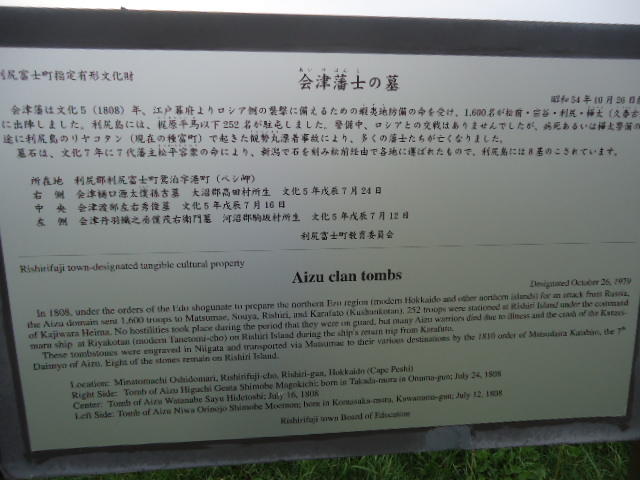 利尻富士町指定有形文化財
あいづはんし
会津藩士の墓
昭和54年10月26日
会津藩は文化5(1808)年、江戸幕府よりロシア側の襲撃に備えるための蝦夷地防備の命を受け、1,600名が松前・宗谷・利尻・樺太(久春古
に出陣しました。利尻島には、梶原平馬以下252名が駐屯しました。警備中、ロシアとの交戦はありませんでしたが、病死あるいは樺太警備の
途に利尻島のリヤコタン(現在の種富町)で起きた観勢丸漂着事故により、多くの藩士たちが亡くなりました。
墓石は、文化7年に7代藩主松平容衆の命により、新潟で石を刻み松前経由で各地に運ばれたもので、利尻島には8基のこされています。
所在地 利尻郡利尻富士町鴛泊字港町(ペシ岬)
右側 会津樋口源太僕孫吉墓 大沼郡高田村所生 文化5年戊辰7月24日
中央 会津渡部左右秀俊墓 文化5年戊辰7月16日
左側 会津丹羽織之丞僕茂右衛門墓 河沼郡駒坂村所生 文化5年戊辰7月12日
利尻富士町教育委員会
Rishirifuji town-designated tangible cultural property
Aizu clan tombs
Designated October 26, 1979
In 1808, under the orders of the Edo shogunate to prepare the northern Ezo region (modern Hokkaido and other northern islands) for an attack from Russia,
the Aizu domain sent 1,600 troops to Matsumae, Souya, Rishiri, and Karafuto (Kushunkotan). 252 troops were stationed at Rishiri Island under the command
of Kajiwara Heima. No hostilities took place during the period that they were on guard, but many Aizu warriors died due to illness and the crash of the Kanzei-
maru ship at Riyakotan (modern Tanetomi-cho) on Rishiri Island during the ship's return trip from Karafuto.
These tombstones were engraved in Niigata and transported via Matsumae to their various destinations by the 1810 order of Matsudaira Katahiro, the 7th
Daimyo of Aizu. Eight of the stones remain on Rishiri Island.
Location: Minatomachi Oshidomari, Rishirifuji-cho, Rishiri-gun, Hokkaido (Cape Peshi)
Right Side: Tomb of Aizu Higuchi Genta Shimobe Magokichi; born in Takada-mura in Onuma-gun; July 24, 1808
Center: Tomb of Aizu Watanabe Sayu Hidetoshi; July 16, 1808
Left Side: Tomb of Aizu Niwa Orinojo Shimobe Moemon; born in Komasaka-mura, Kawanuma-gun; July 12, 1808
Rishirifuji town Board of Education